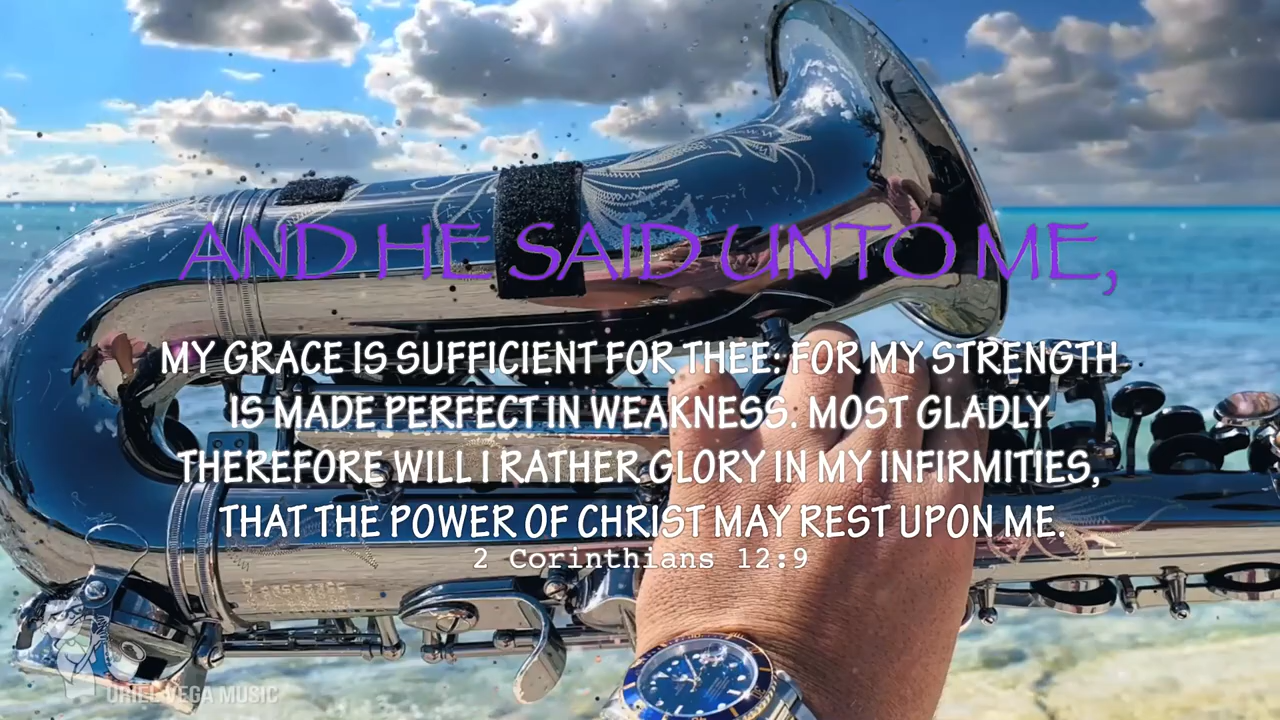 AND HE SAID UNTO ME,
MY GRACE IS SUFFICIENT FOR THEE: FOR MY STRENGTH
IS MADE PERFECT IN WEAKNESS. MOST GLADLY
THEREFORE WILL I RATHER GLORY IN MY INFIRMITIES,
THAT THE POWER OF CHRIST MAY REST UPON ME.
2 Corinthians 12:9
ORIEL VEGA MUSIC